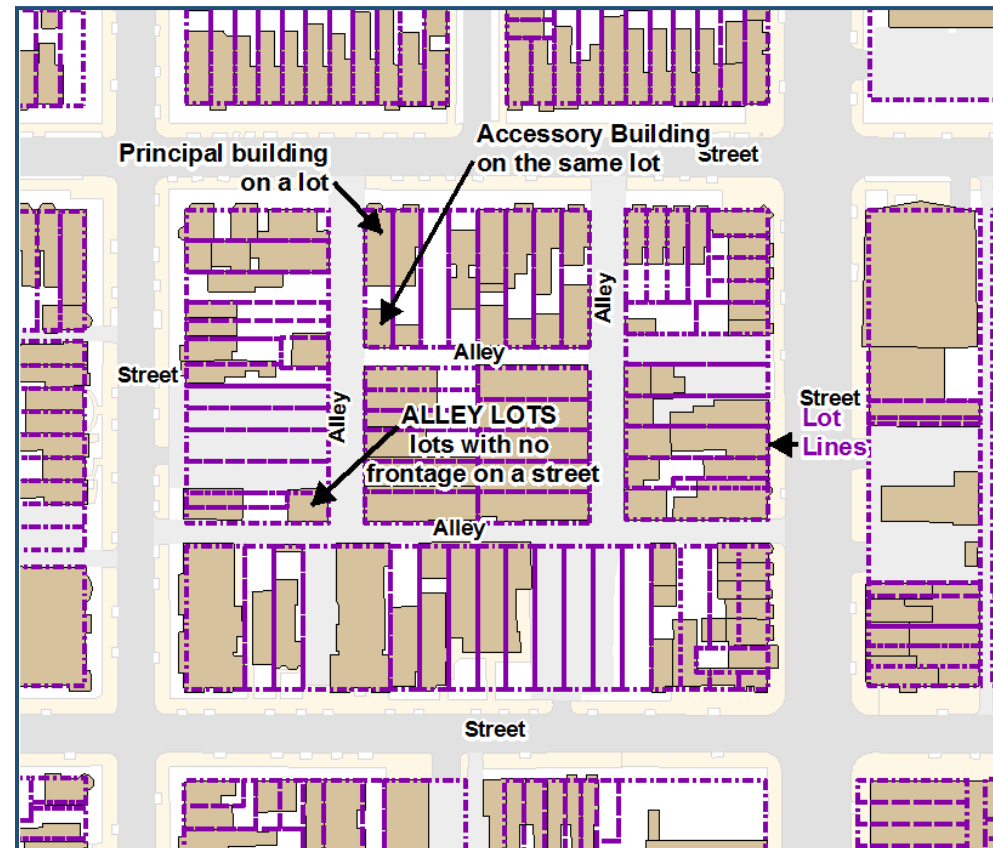 Accessory Building
on the same lot
Street
Principal building
on a lot
Alley
Alley
Street
Alley
Street
Lot
Lines
ALLEY LOTS
lots with no
frontage on a street
Alley
Street